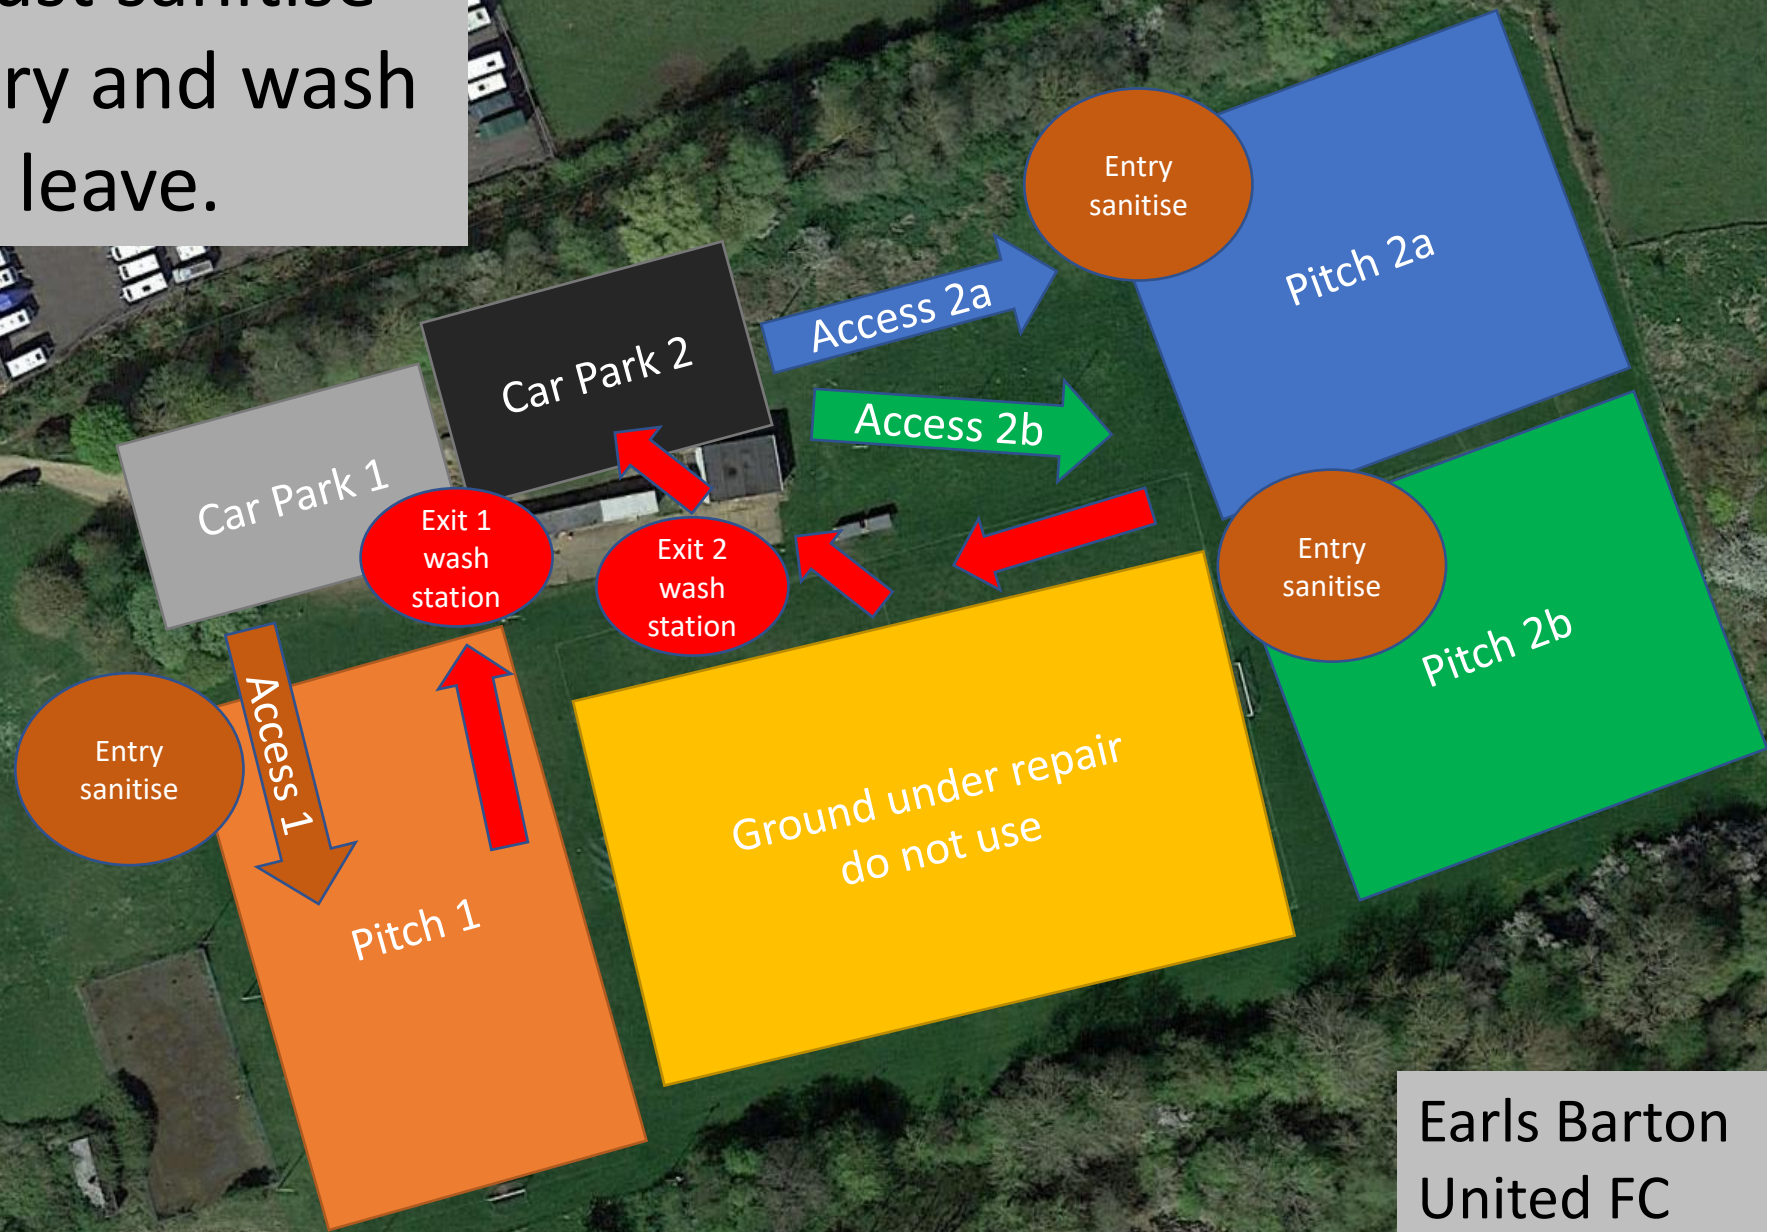 sanitise
ry and wash
leave.
Entry
sanitise
Pitch 2a
Access 2a
Car Park 2
Access 2b
Car Park 1
Exit 1
wash
station
Exit 2
wash
station
Entry
sanitise
Pitch 2b
Access 1
Entry
sanitise
Ground under repair
do not use
Pitch 1
Earls Barton
United FC